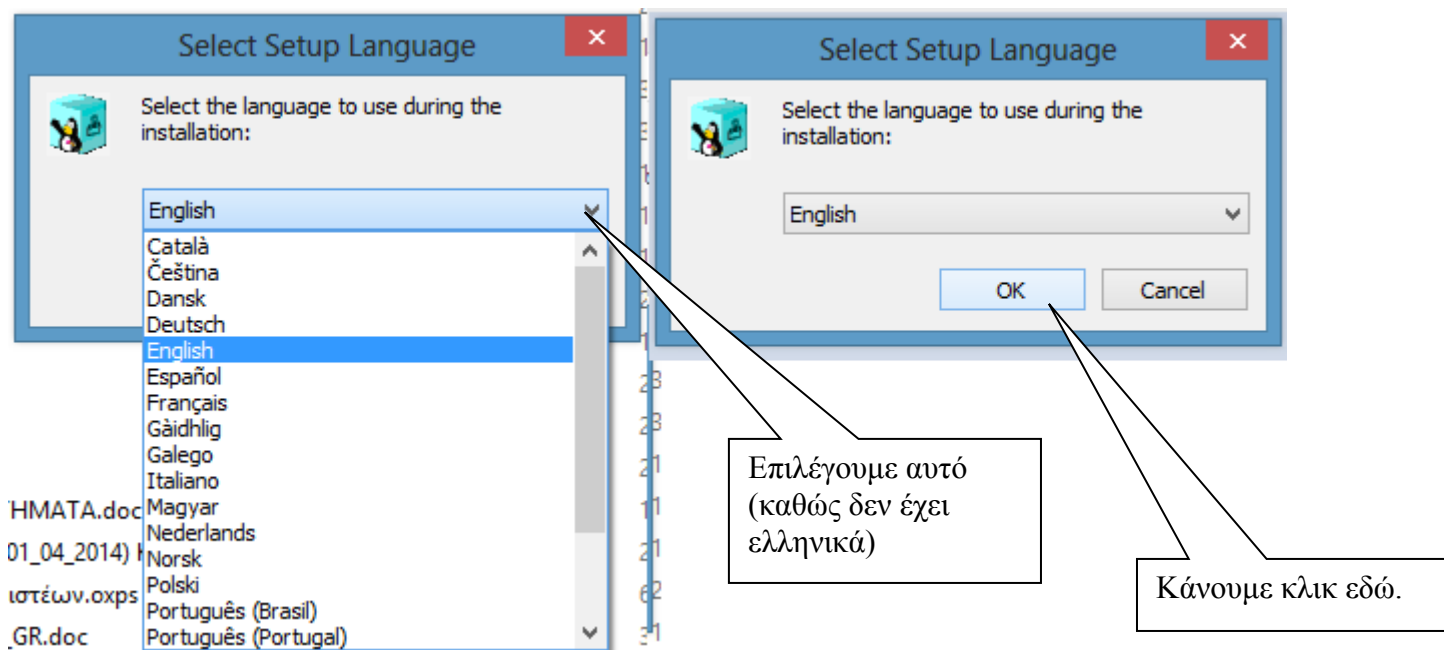 Select Setup Language
Select the language to use during the
installation:
English
Català
Čeština
Dansk
Deutsch
English
Español
Français
Gàidhlig
Galego
Italiano
Magyar
Nederlands
Norsk
Polski
Português (Brasil)
Português (Portugal)
ΉΜΑΤΑ.doc
01_04_2014)
ιστέων.oxps
_GR.doc
Select Setup Language
Select the language to use during the
installation:
English
OK
Cancel
Επιλέγουμε αυτό
(καθώς δεν έχει
ελληνικά)
Κάνουμε κλικ εδώ.